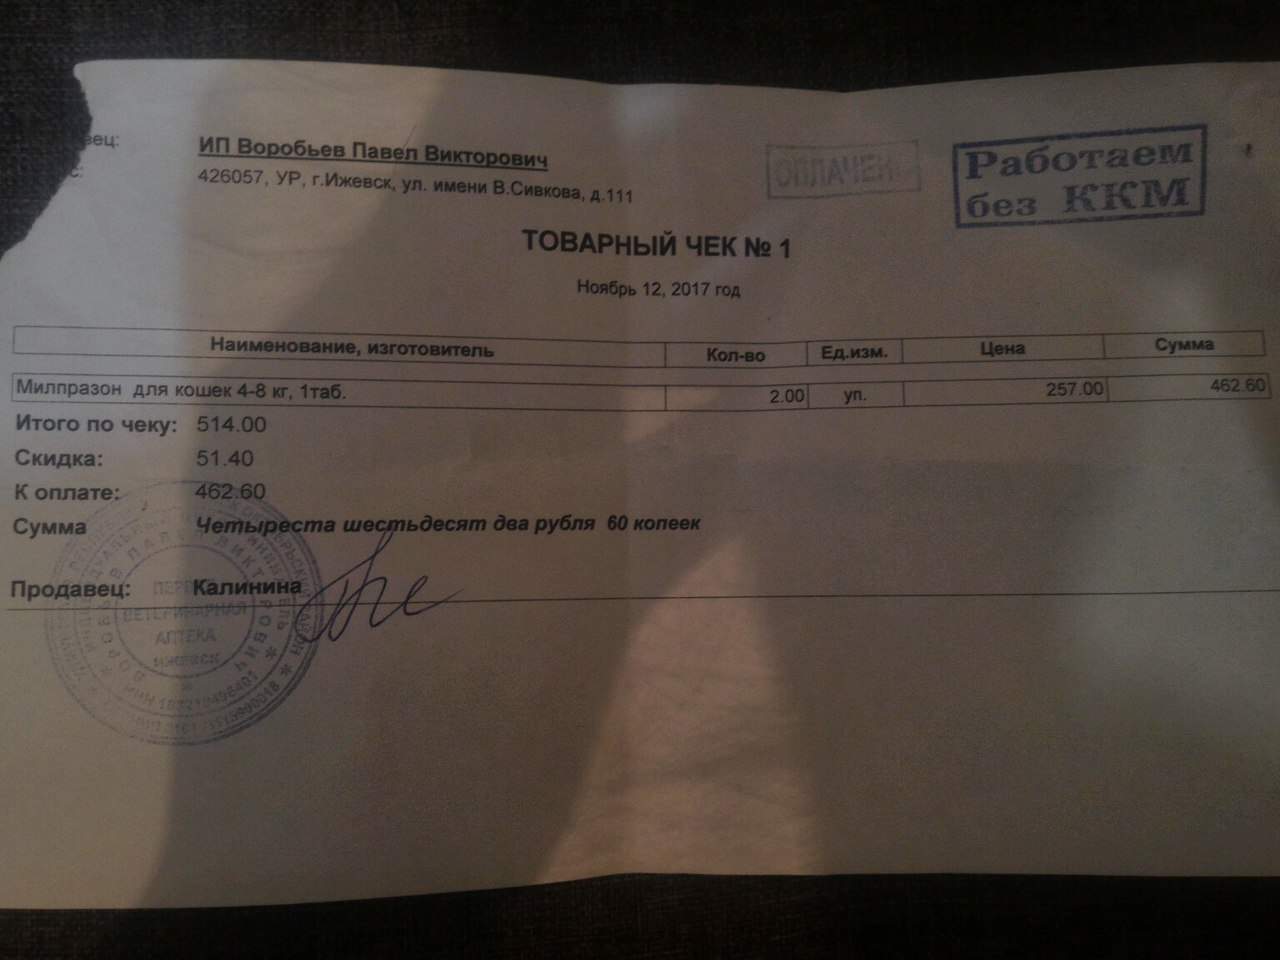 ИП Воробьев Павел Викторович
426057, УР, г.Ижевск, ул. имени В.Сивкова, д.111
ОПЛАЧЕНО
Работаем
без ККМ
ТОВАРНЫЙ ЧЕК № 1
Ноябрь 12, 2017 год
Наименование, изготовитель Кол-во Ед.изм. Цена Сумма
Милпразон для кошек 4-8 кг, 1таб. 2.00 уп. 257.00 462.60
Итого по чеку: 514.00
Скидка: 51.40
К оплате: 462.60
Сумма Четыреста шестьдесят два рубля 60 копеек
Продавец: Калинина
ВЕТЕРИНАРНАЯ
АПТЕКА
ИЖЕВСК